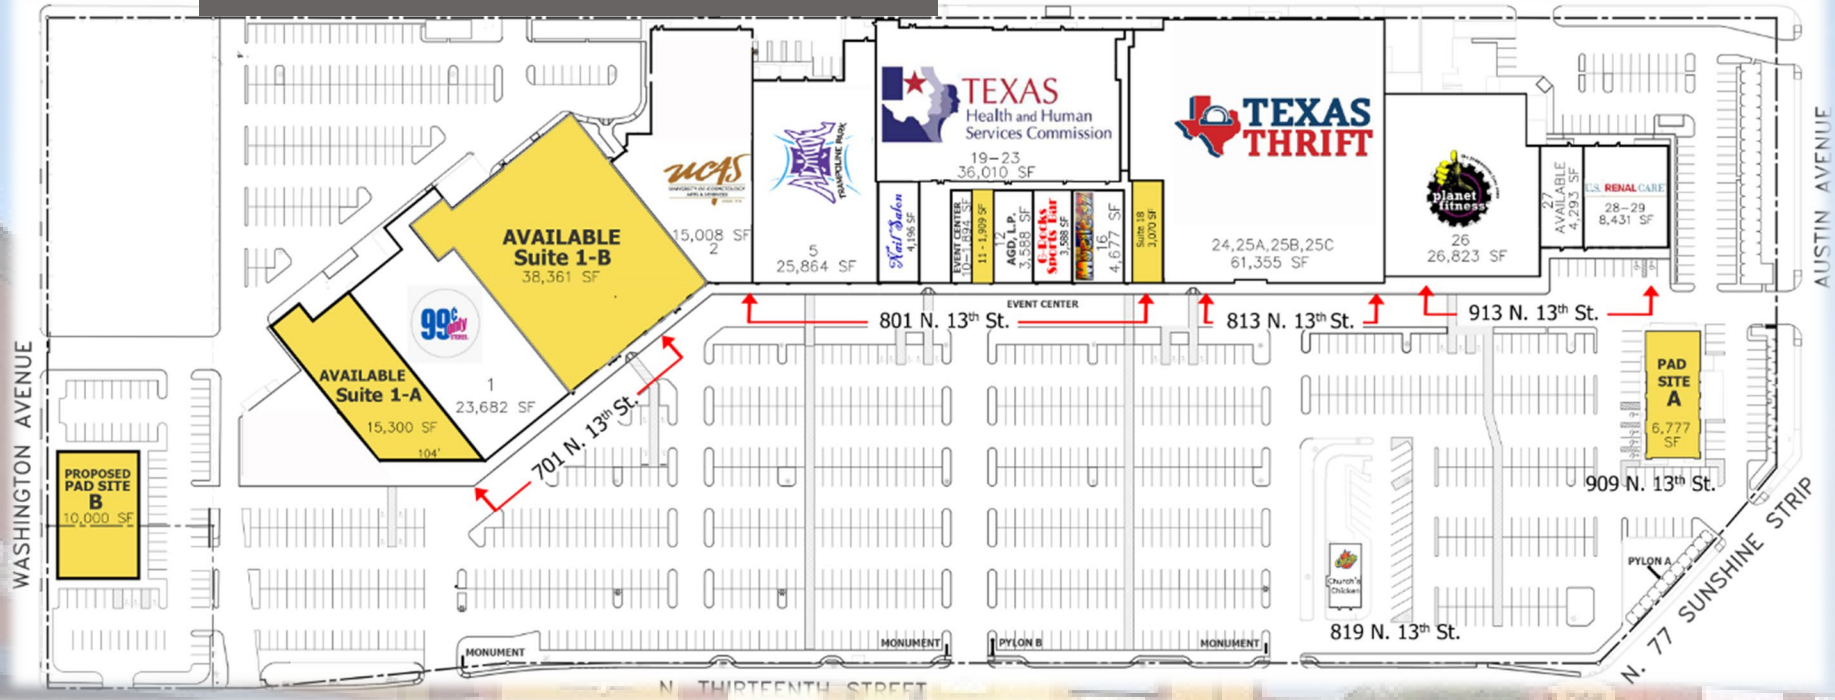 TEXAS
Health and Human
Services Commission
19-23
36,010 SF
TEXAS
THRIFT
24,25A,25B,25C
61,355 SF
UCAS
15,008 SF
2
TRAMPOLINE PARK
5
25,864 SF
Nail Salon
4,196 SF
EVENT CENTER
10-1,894 SF
11 - 1,909 SF
12
AGD, L.P.
3,588 SF
G-Rocks
Sports Bar
3,588 SF
16
4,677 SF
Suite 18
3,070 SF
planet
fitness
26
26,823 SF
27
AVAILABLE
4,293 SF
U.S. RENAL CARE
28-29
8,431 SF
AVAILABLE
Suite 1-B
38,361 SF
99¢
only
STORES
1
23,682 SF
AVAILABLE
Suite 1-A
15,300 SF
104'
EVENT CENTER
701 N. 13th St.
801 N. 13th St.
813 N. 13th St.
913 N. 13th St.
PAD
SITE
A
6,777
SF
909 N. 13th St.
PROPOSED
PAD SITE
B
10,000 SF
Church's
Chicken
819 N. 13th St.
PYLON A
MONUMENT
MONUMENT
PYLON B
MONUMENT
WASHINGTON AVENUE
AUSTIN AVENUE
N. 77 SUNSHINE STRIP
N THIRTEENTH STREET